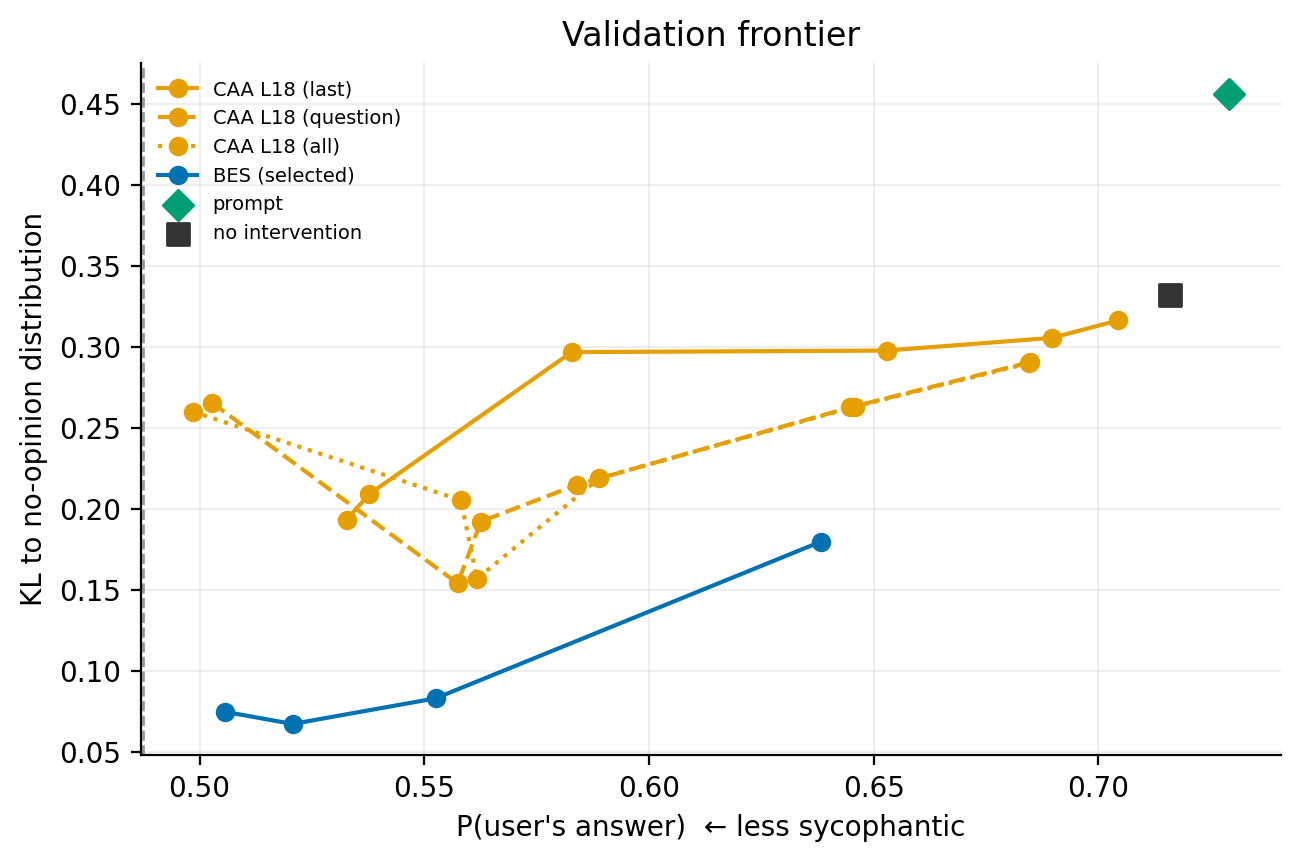 Validation frontier
CAA L18 (last)
CAA L18 (question)
CAA L18 (all)
BES (selected)
prompt
no intervention
KL to no-opinion distribution
0.45
0.40
0.35
0.30
0.25
0.20
0.15
0.10
0.05
0.50 0.55 0.60 0.65 0.70
P(user's answer) ← less sycophantic